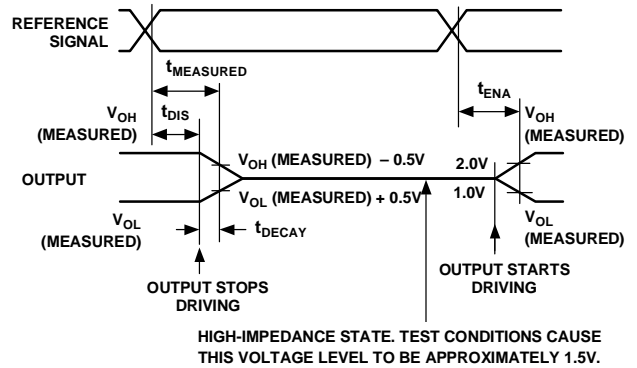 REFERENCE
SIGNAL
tMEASURED
tDIS
tENA
VOH
(MEASURED)
VOH
(MEASURED)
VOH (MEASURED) – 0.5V
2.0V
OUTPUT
VOL (MEASURED) + 0.5V
1.0V
VOL
(MEASURED)
tDECAY
VOL
(MEASURED)
OUTPUT STOPS
DRIVING
OUTPUT STARTS
DRIVING
HIGH-IMPEDANCE STATE. TEST CONDITIONS CAUSE
THIS VOLTAGE LEVEL TO BE APPROXIMATELY 1.5V.